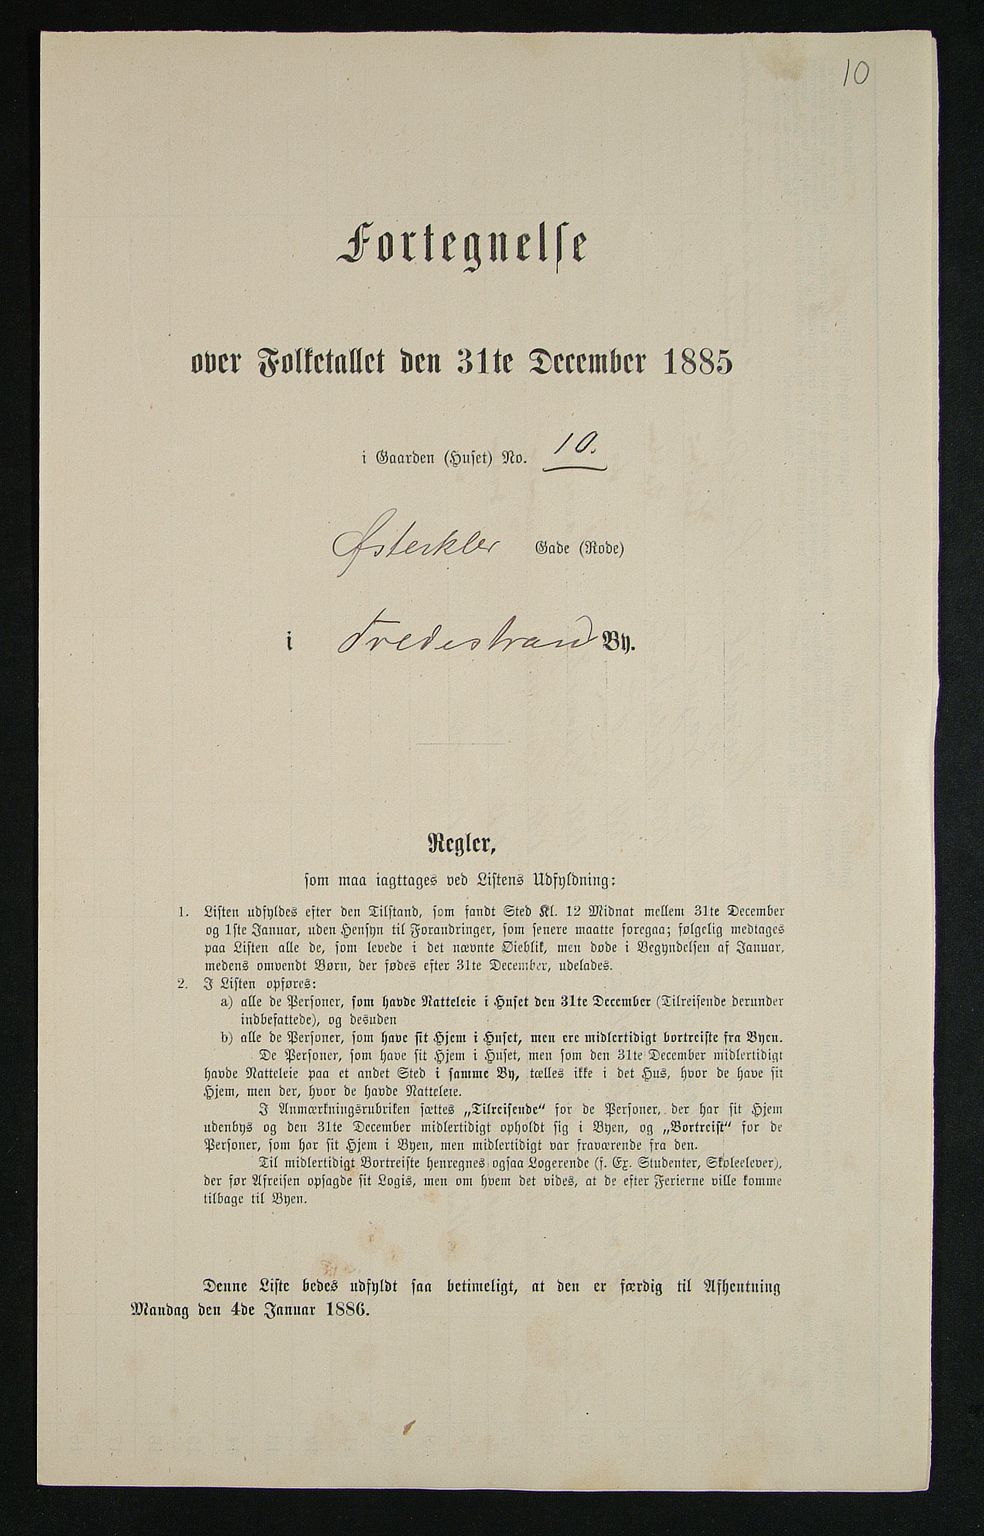 10
Fortegnelse
over Folketallet den 31te December 1885
i Gaarden (Huset) No. 10.
Østerkler Gade (Rode)
i Tvedestrand By.
Regler,
som maa iagttages ved Listens Udfyldning:
1. Listen udfyldes efter den Tilstand, som fandt Sted Kl. 12 Midnat mellem 31te December
og 1ste Januar, uden Hensyn til Forandringer, som senere maatte foregaa; følgelig medtages
paa Listen alle de, som levede i det nævnte Øieblik, men døde i Begyndelsen af Januar,
medens omvendt Børn, der fødes efter 31te December, udelades.
2. I Listen opføres:
a) alle de Personer, som havde Natteleie i Huset den 31te December (Tilreisende derunder
indbefattede), og desuden
b) alle de Personer, som have sit Hjem i Huset, men ere midlertidigt bortreiste fra Byen.
De Personer, som have sit Hjem i Huset, men som den 31te December midlertidigt
havde Natteleie paa et andet Sted i samme By, tælles ikke i det Hus, hvor de have sit
Hjem, men der, hvor de havde Natteleie.
I Anmærkningsrubriken sættes „Tilreisende“ for de Personer, der har sit Hjem
udenbys og den 31te December midlertidigt opholdt sig i Byen, og „Bortreist“ for de
Personer, som har sit Hjem i Byen, men midlertidigt var fraværende fra den.
Til midlertidigt Bortreiste henregnes ogsaa Logerende (f. Ex. Studenter, Skoleelever),
der før Afreisen opsagde sit Logis, men om hvem det vides, at de efter Ferierne ville komme
tilbage til Byen.
Denne Liste bedes udfyldt saa betimeligt, at den er færdig til Afhentning
Mandag den 4de Januar 1886.